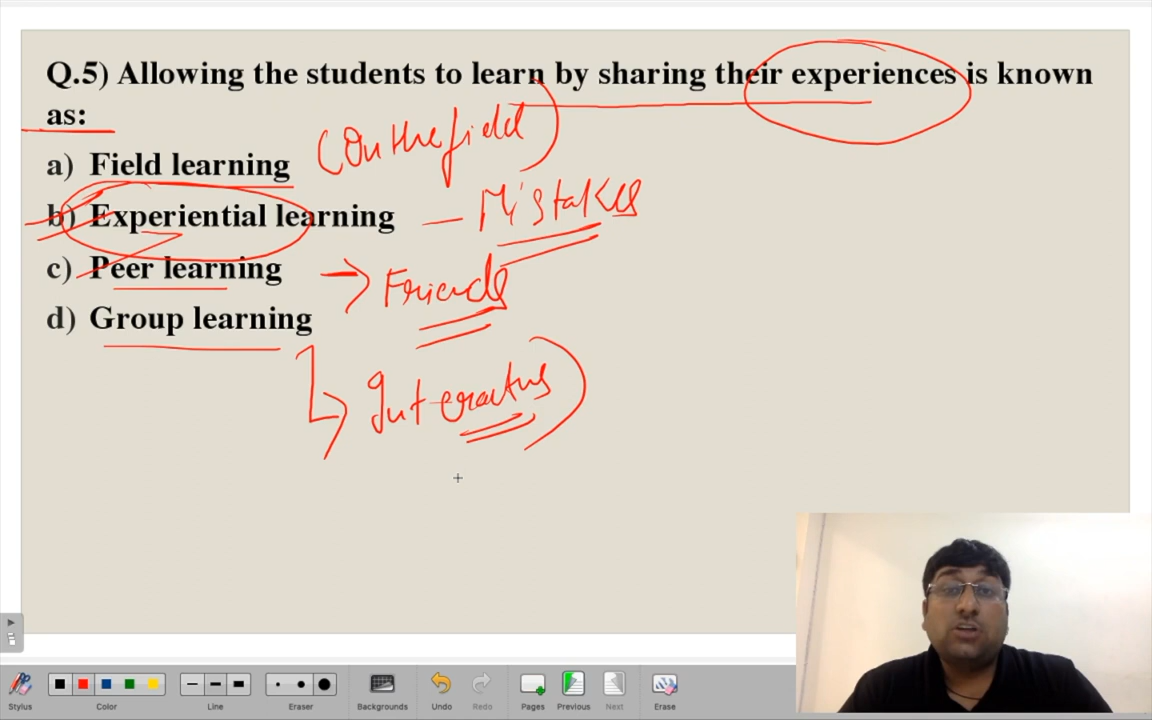 Q.5) Allowing the students to learn by sharing their experiences is known
as:
a) Field learning (On the field)
b) Experiential learning — Mistakes
c) Peer learning → Friends
d) Group learning
Stylus Color Line Eraser Backgrounds Undo Redo Pages Previous Next Erase